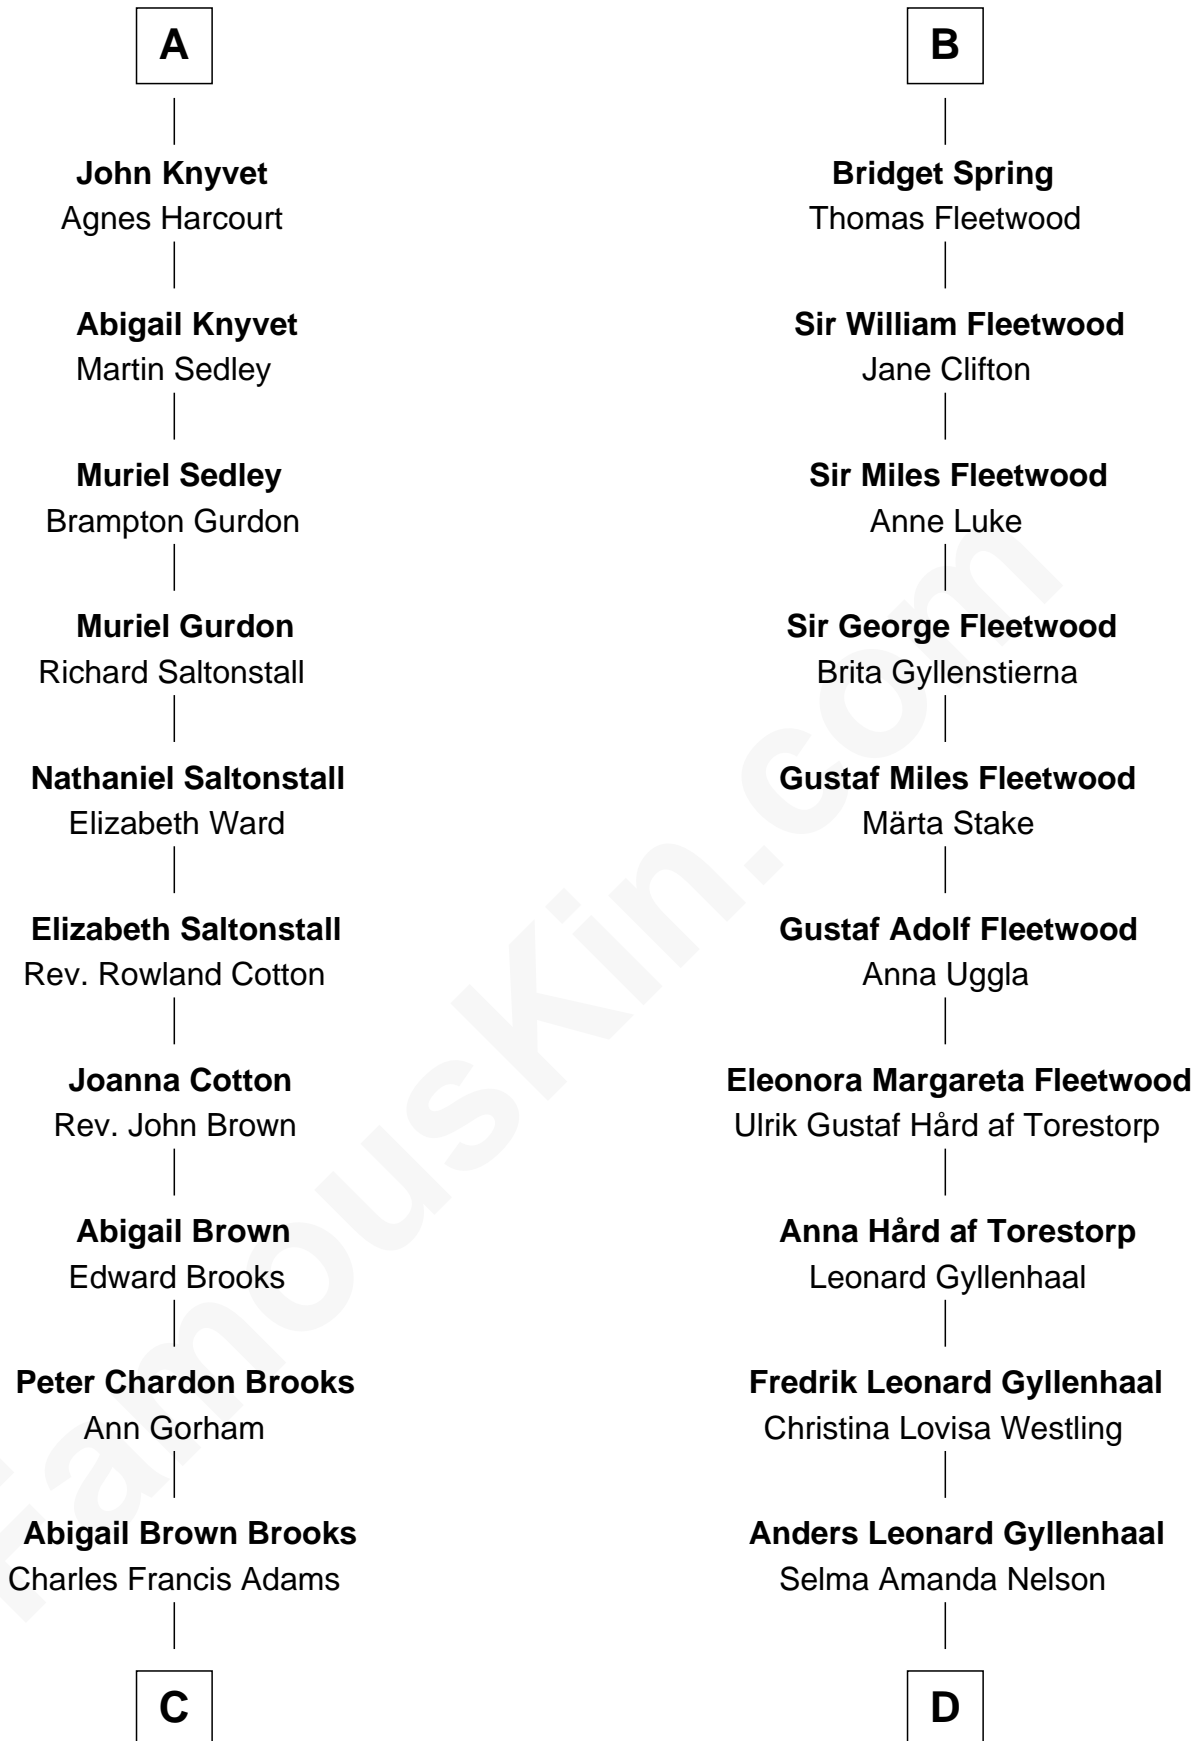 A
John Knyvet
Agnes Harcourt
Abigail Knyvet
Martin Sedley
Muriel Sedley
Brampton Gurdon
Muriel Gurdon
Richard Saltonstall
Nathaniel Saltonstall
Elizabeth Ward
Elizabeth Saltonstall
Rev. Rowland Cotton
Joanna Cotton
Rev. John Brown
Abigail Brown
Edward Brooks
Peter Chardon Brooks
Ann Gorham
Abigail Brown Brooks
Charles Francis Adams
C
B
Bridget Spring
Thomas Fleetwood
Sir William Fleetwood
Jane Clifton
Sir Miles Fleetwood
Anne Luke
Sir George Fleetwood
Brita Gyllenstierna
Gustaf Miles Fleetwood
Märta Stake
Gustaf Adolf Fleetwood
Anna Uggla
Eleonora Margareta Fleetwood
Ulrik Gustaf Hård af Torestorp
Anna Hård af Torestorp
Leonard Gyllenhaal
Fredrik Leonard Gyllenhaal
Christina Lovisa Westling
Anders Leonard Gyllenhaal
Selma Amanda Nelson
D
FamousKin.com